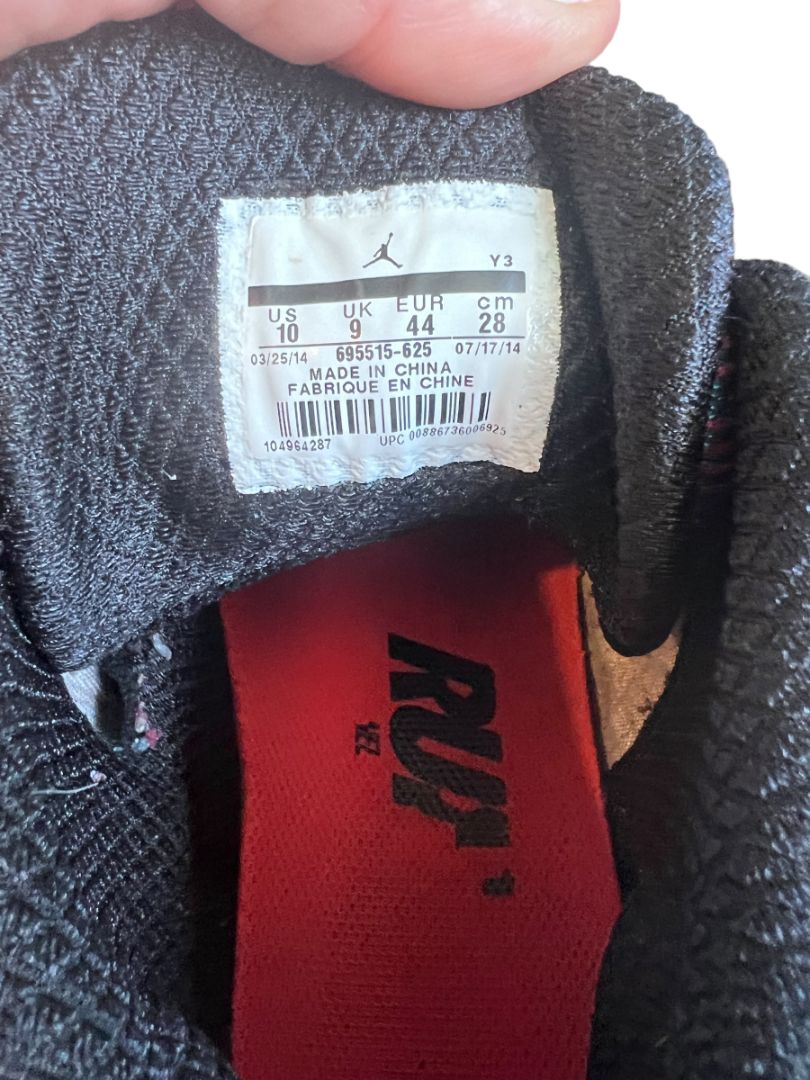 Y3
US UK EUR cm
10 9 44 28
03/25/14 695515-625 07/17/14
MADE IN CHINA
FABRIQUE EN CHINE
104964287 UPC 00886736006925